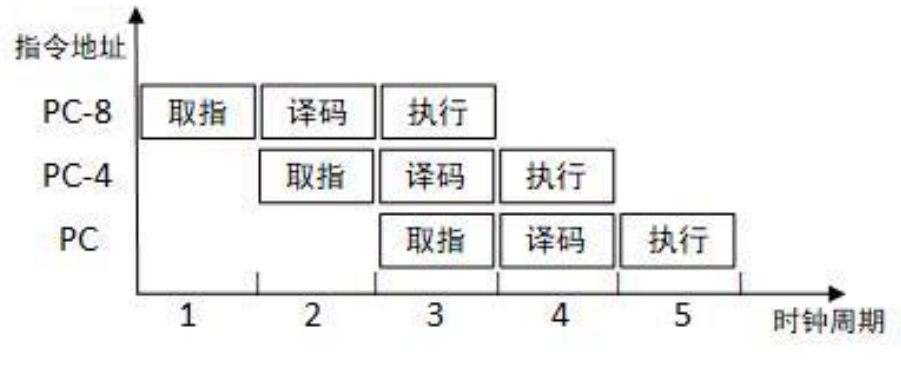 指令地址
PC-8 取指 译码 执行
PC-4 取指 译码 执行
PC 取指 译码 执行
1 2 3 4 5
时钟周期